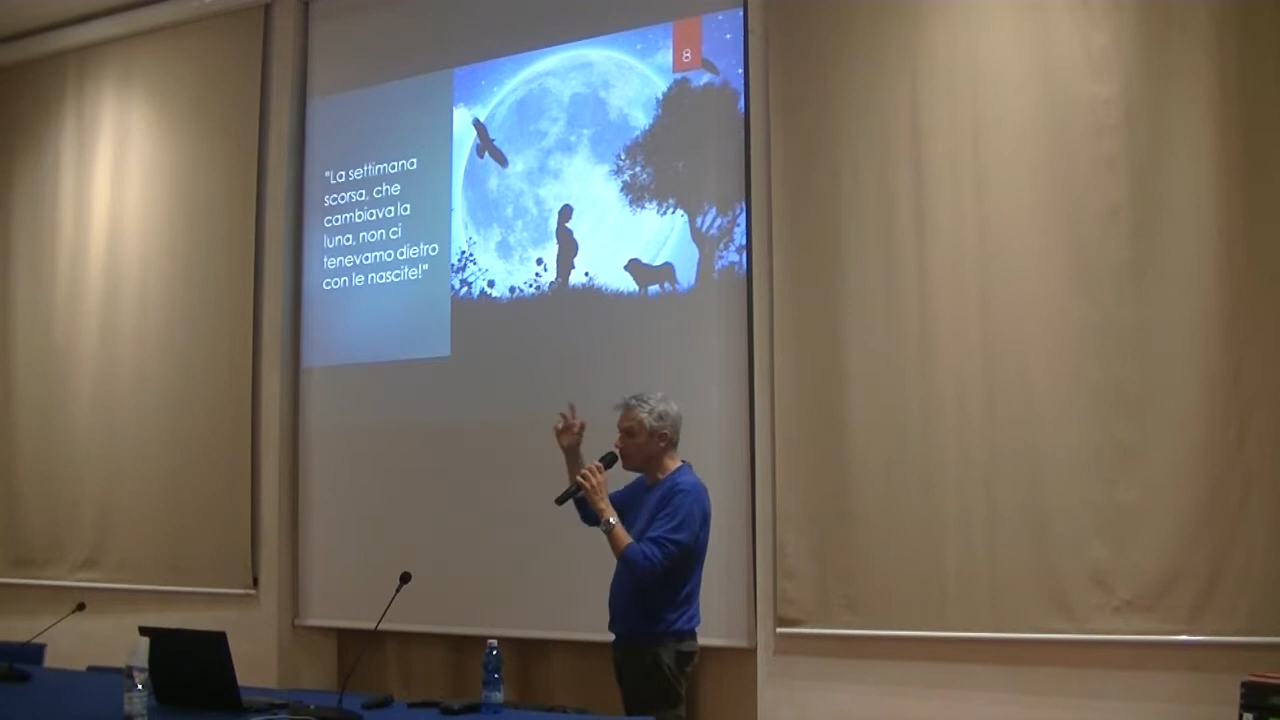 8
"La settimana
scorsa, che
cambiava la
luna, non ci
tenevamo dietro
con le nascite!"